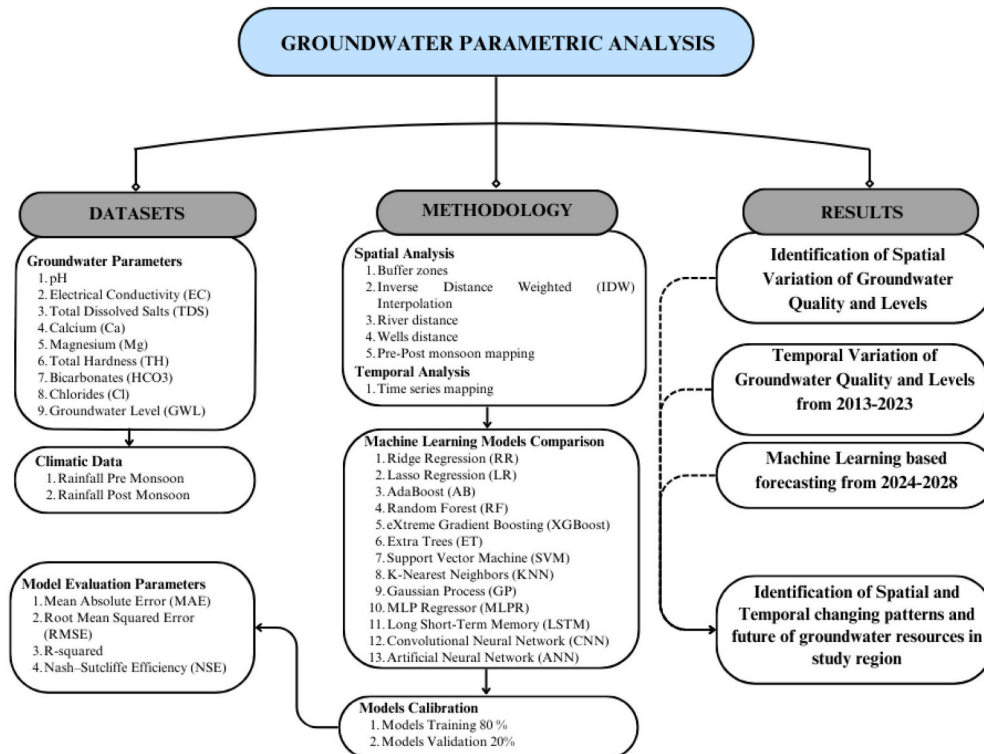 GROUNDWATER PARAMETRIC ANALYSIS
DATASETS
Groundwater Parameters
1. pH
2. Electrical Conductivity (EC)
3. Total Dissolved Salts (TDS)
4. Calcium (Ca)
5. Magnesium (Mg)
6. Total Hardness (TH)
7. Bicarbonates (HCO3)
8. Chlorides (Cl)
9. Groundwater Level (GWL)
Climatic Data
1. Rainfall Pre Monsoon
2. Rainfall Post Monsoon
Model Evaluation Parameters
1. Mean Absolute Error (MAE)
2. Root Mean Squared Error
(RMSE)
3. R-squared
4. Nash–Sutcliffe Efficiency (NSE)
METHODOLOGY
Spatial Analysis
1. Buffer zones
2. Inverse Distance Weighted (IDW)
Interpolation
3. River distance
4. Wells distance
5. Pre-Post monsoon mapping
Temporal Analysis
1. Time series mapping
Machine Learning Models Comparison
1. Ridge Regression (RR)
2. Lasso Regression (LR)
3. AdaBoost (AB)
4. Random Forest (RF)
5. eXtreme Gradient Boosting (XGBoost)
6. Extra Trees (ET)
7. Support Vector Machine (SVM)
8. K-Nearest Neighbors (KNN)
9. Gaussian Process (GP)
10. MLP Regressor (MLPR)
11. Long Short-Term Memory (LSTM)
12. Convolutional Neural Network (CNN)
13. Artificial Neural Network (ANN)
Models Calibration
1. Models Training 80 %
2. Models Validation 20%
RESULTS
Identification of Spatial
Variation of Groundwater
Quality and Levels
Temporal Variation of
Groundwater Quality and Levels
from 2013-2023
Machine Learning based
forecasting from 2024-2028
Identification of Spatial and
Temporal changing patterns and
future of groundwater resources in
study region